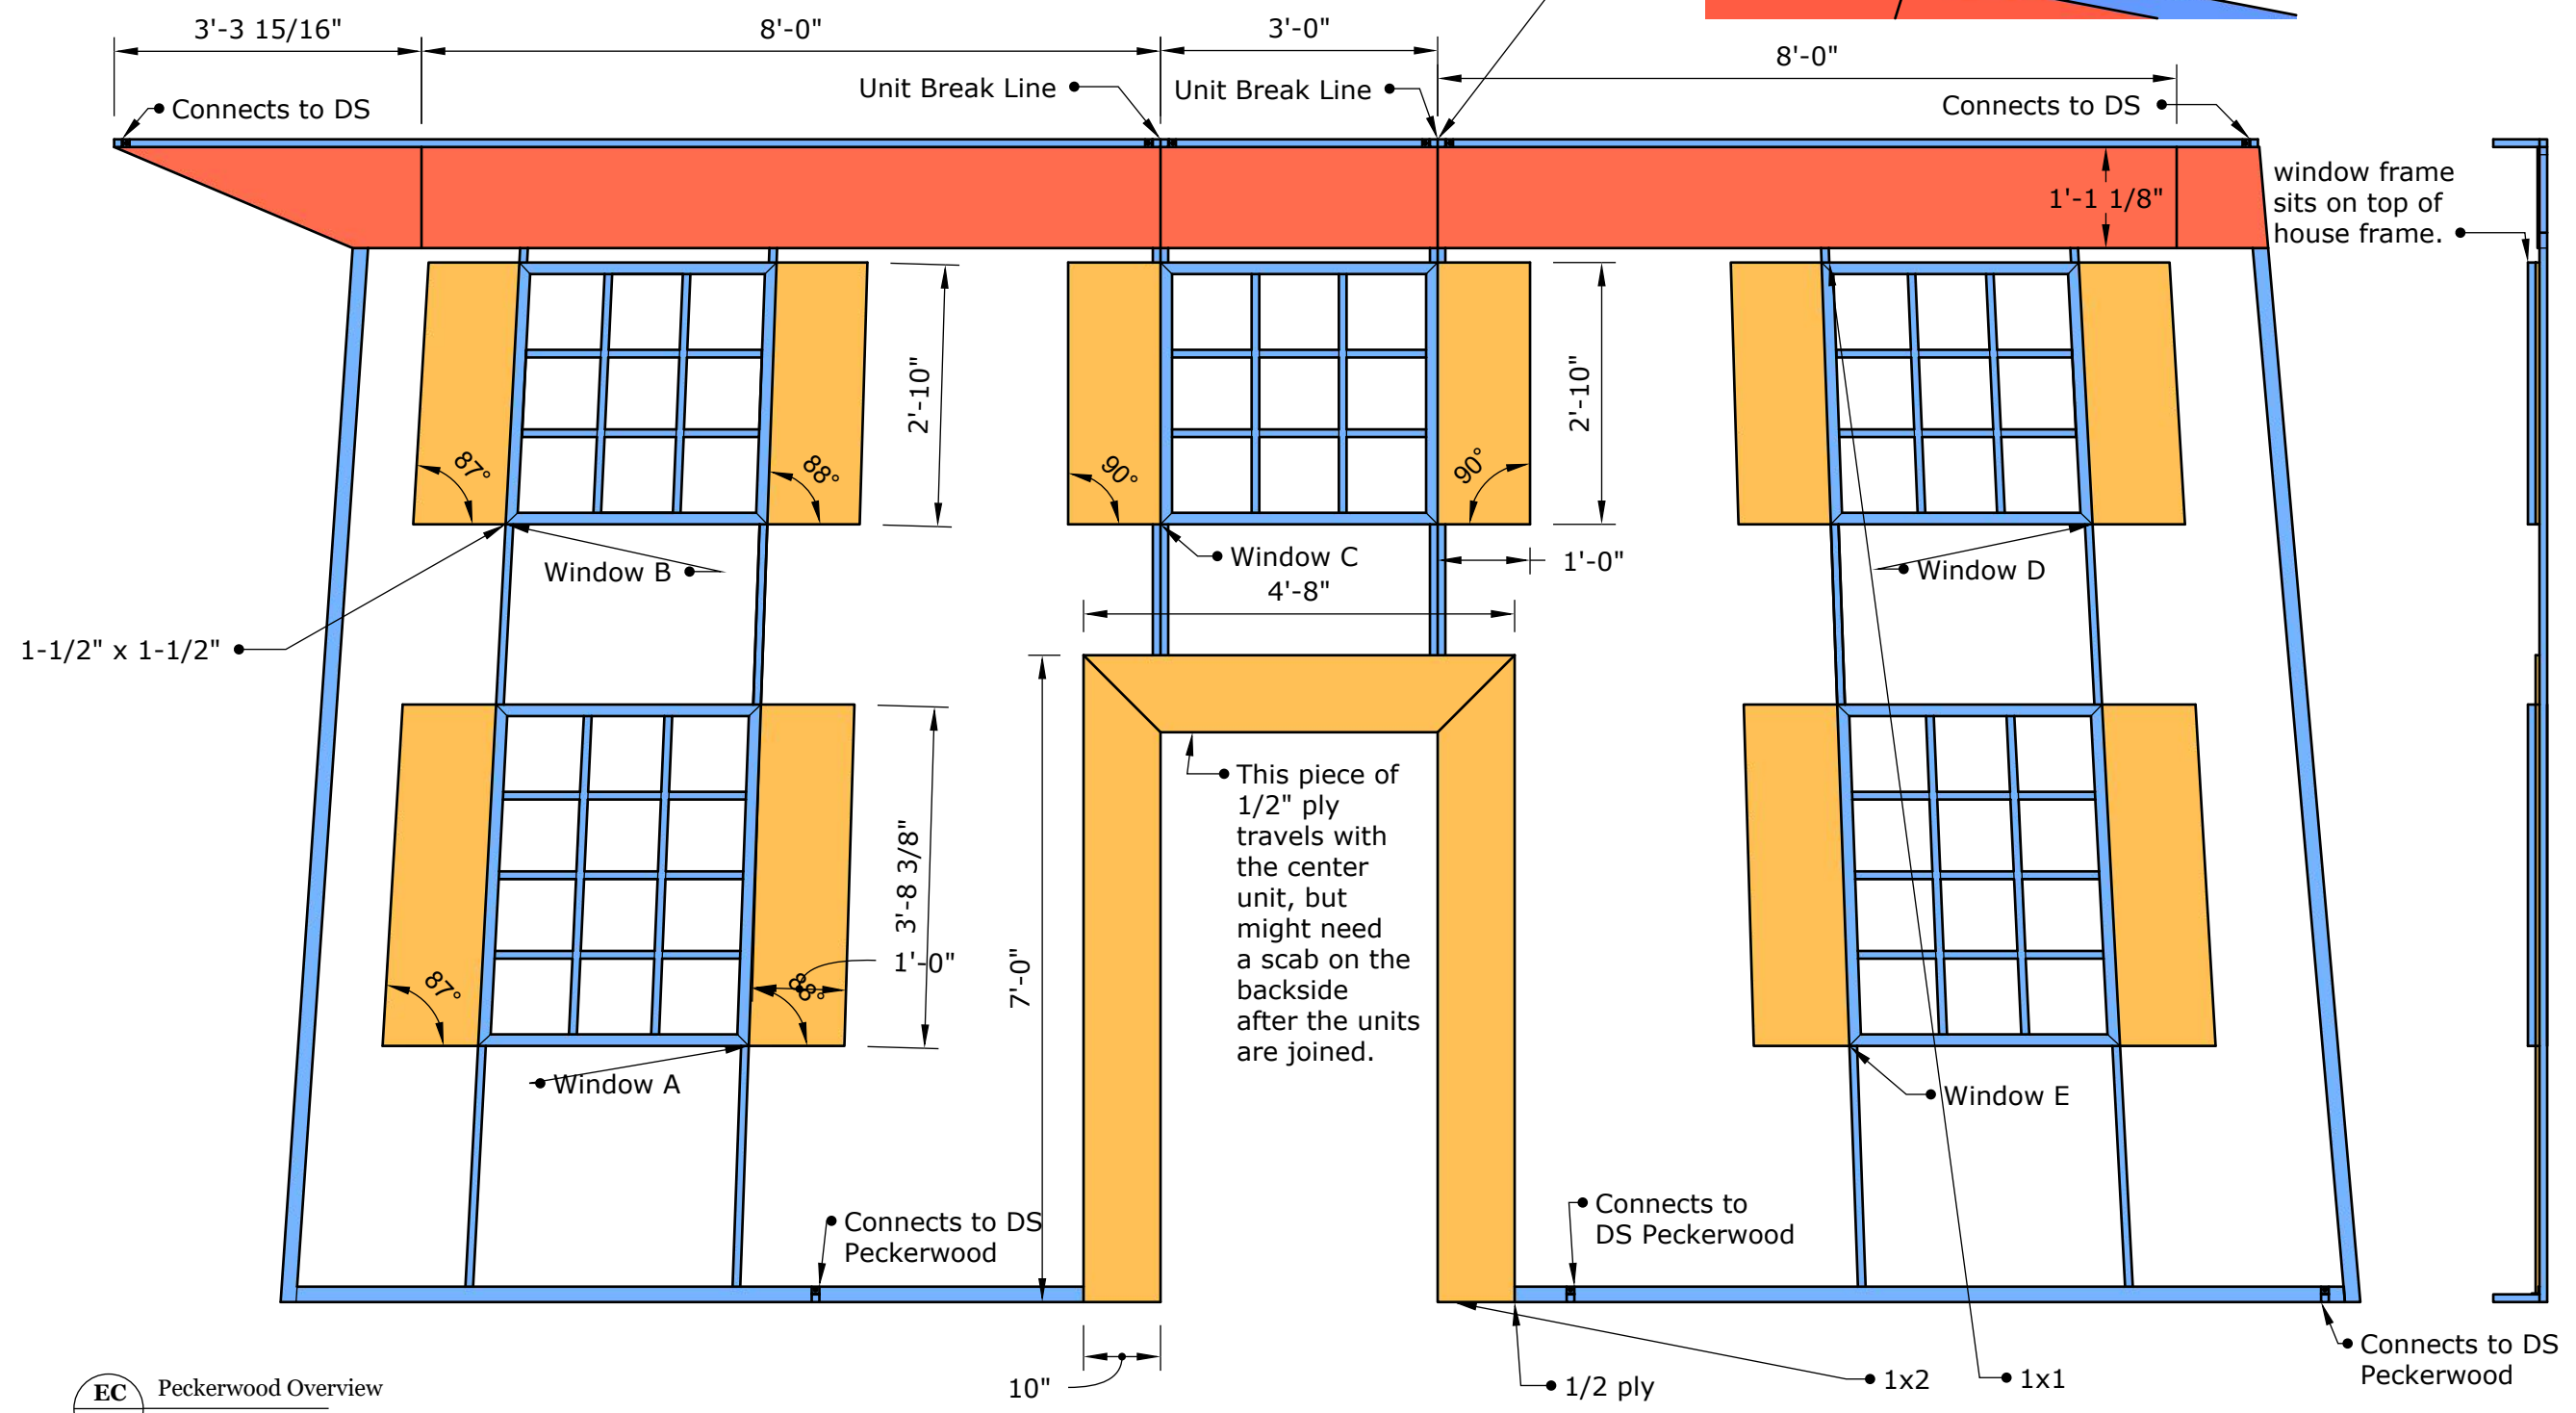 3'-3 15/16"
8'-0"
3'-0"
8'-0"
Connects to DS
Unit Break Line
Unit Break Line
Connects to DS
window frame
sits on top of
house frame.
1'-1 1/8"
2'-10"
2'-10"
87°
88°
90°
90°
Window B
Window C
1'-0"
Window D
4'-8"
1-1/2" x 1-1/2"
This piece of
1/2" ply
travels with
the center
unit, but
might need
a scab on the
backside
after the units
are joined.
3'-8 3/8"
1'-0"
7'-0"
87°
88°
Window A
Window E
Connects to DS
Peckerwood
Connects to
DS Peckerwood
Connects to DS
Peckerwood
10"
1/2 ply
1x2
1x1
EC
Peckerwood Overview